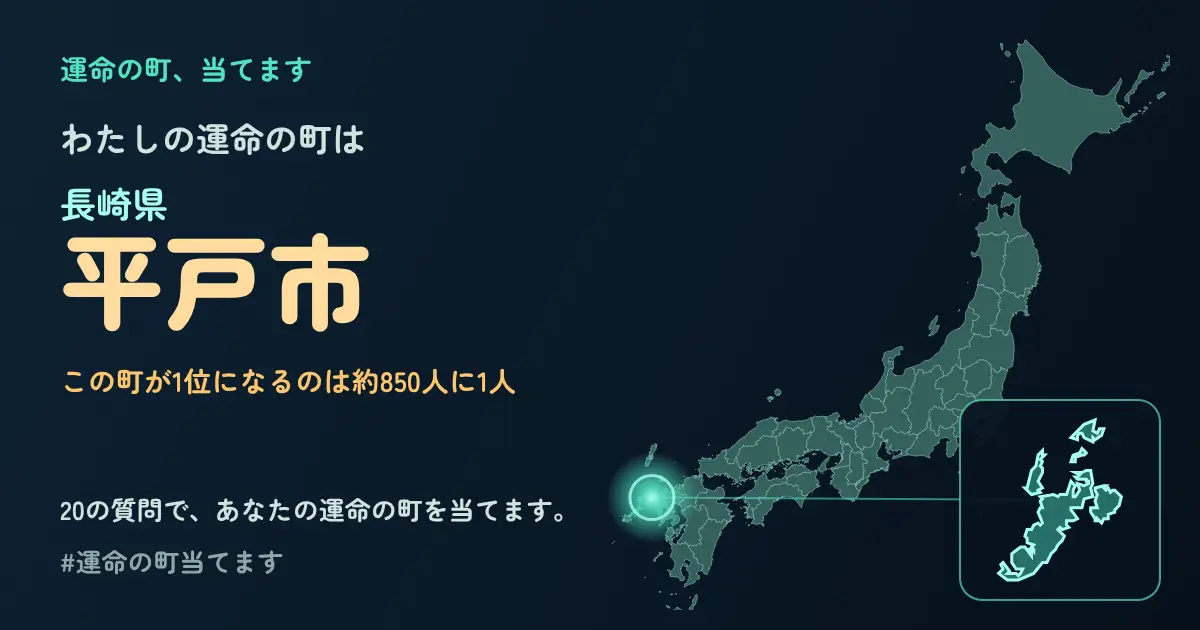 運命の町、当てます
わたしの運命の町は
長崎県
平戸市
この町が1位になるのは約850人に1人
20の質問で、あなたの運命の町を当てます。
#運命の町当てます